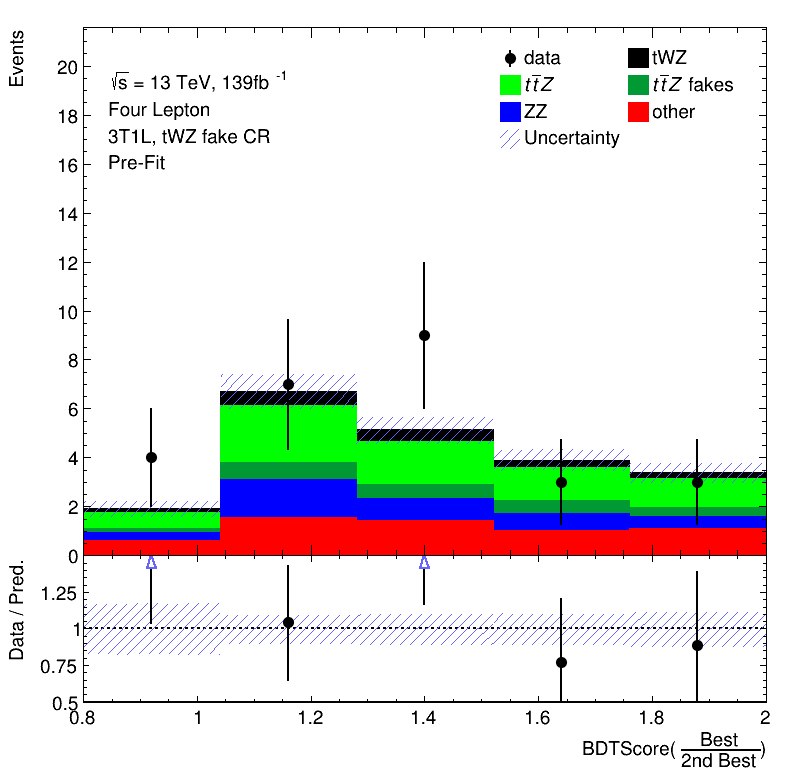 Events
20
18
16
14
12
10
8
6
4
2
0
√s = 13 TeV, 139fb⁻¹
Four Lepton
3T1L, tWZ fake CR
Pre-Fit
data
tWZ
tt̄Z
tt̄Z fakes
ZZ
other
Uncertainty
Data / Pred.
1.25
1
0.75
0.5
0.8 1 1.2 1.4 1.6 1.8 2
BDTScore(Best/2nd Best)